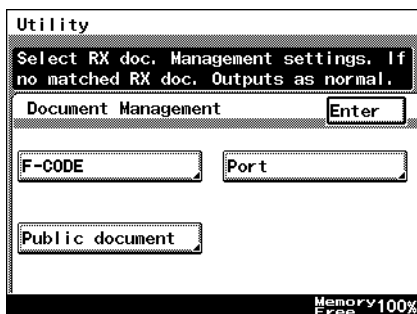 Utility
Select RX doc. Management settings. If
no matched RX doc. Outputs as normal.
Document Management
Enter
F-CODE
Port
Public document
Memory
Free 100%